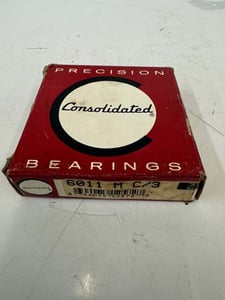 PRECISION
Consolidated
BEARINGS
6011 M C/3